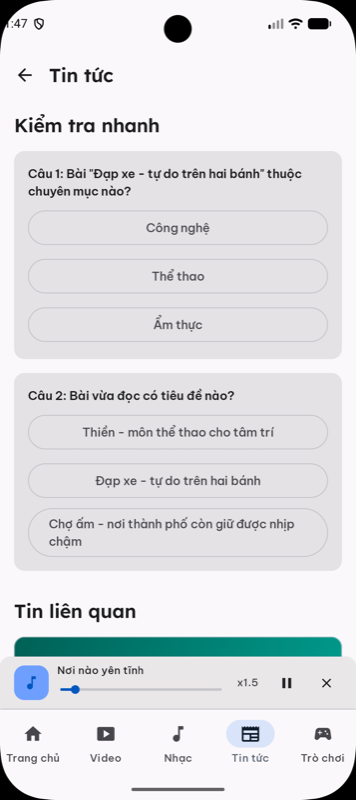 1:47
Tin tức
Kiểm tra nhanh
Câu 1: Bài "Đạp xe - tự do trên hai bánh" thuộc
chuyên mục nào?
Công nghệ
Thể thao
Ẩm thực
Câu 2: Bài vừa đọc có tiêu đề nào?
Thiền - môn thể thao cho tâm trí
Đạp xe - tự do trên hai bánh
Chợ ấm - nơi thành phố còn giữ được nhịp
chậm
Tin liên quan
Nơi nào yên tĩnh
x1.5
Trang chủ
Video
Nhạc
Tin tức
Trò chơi